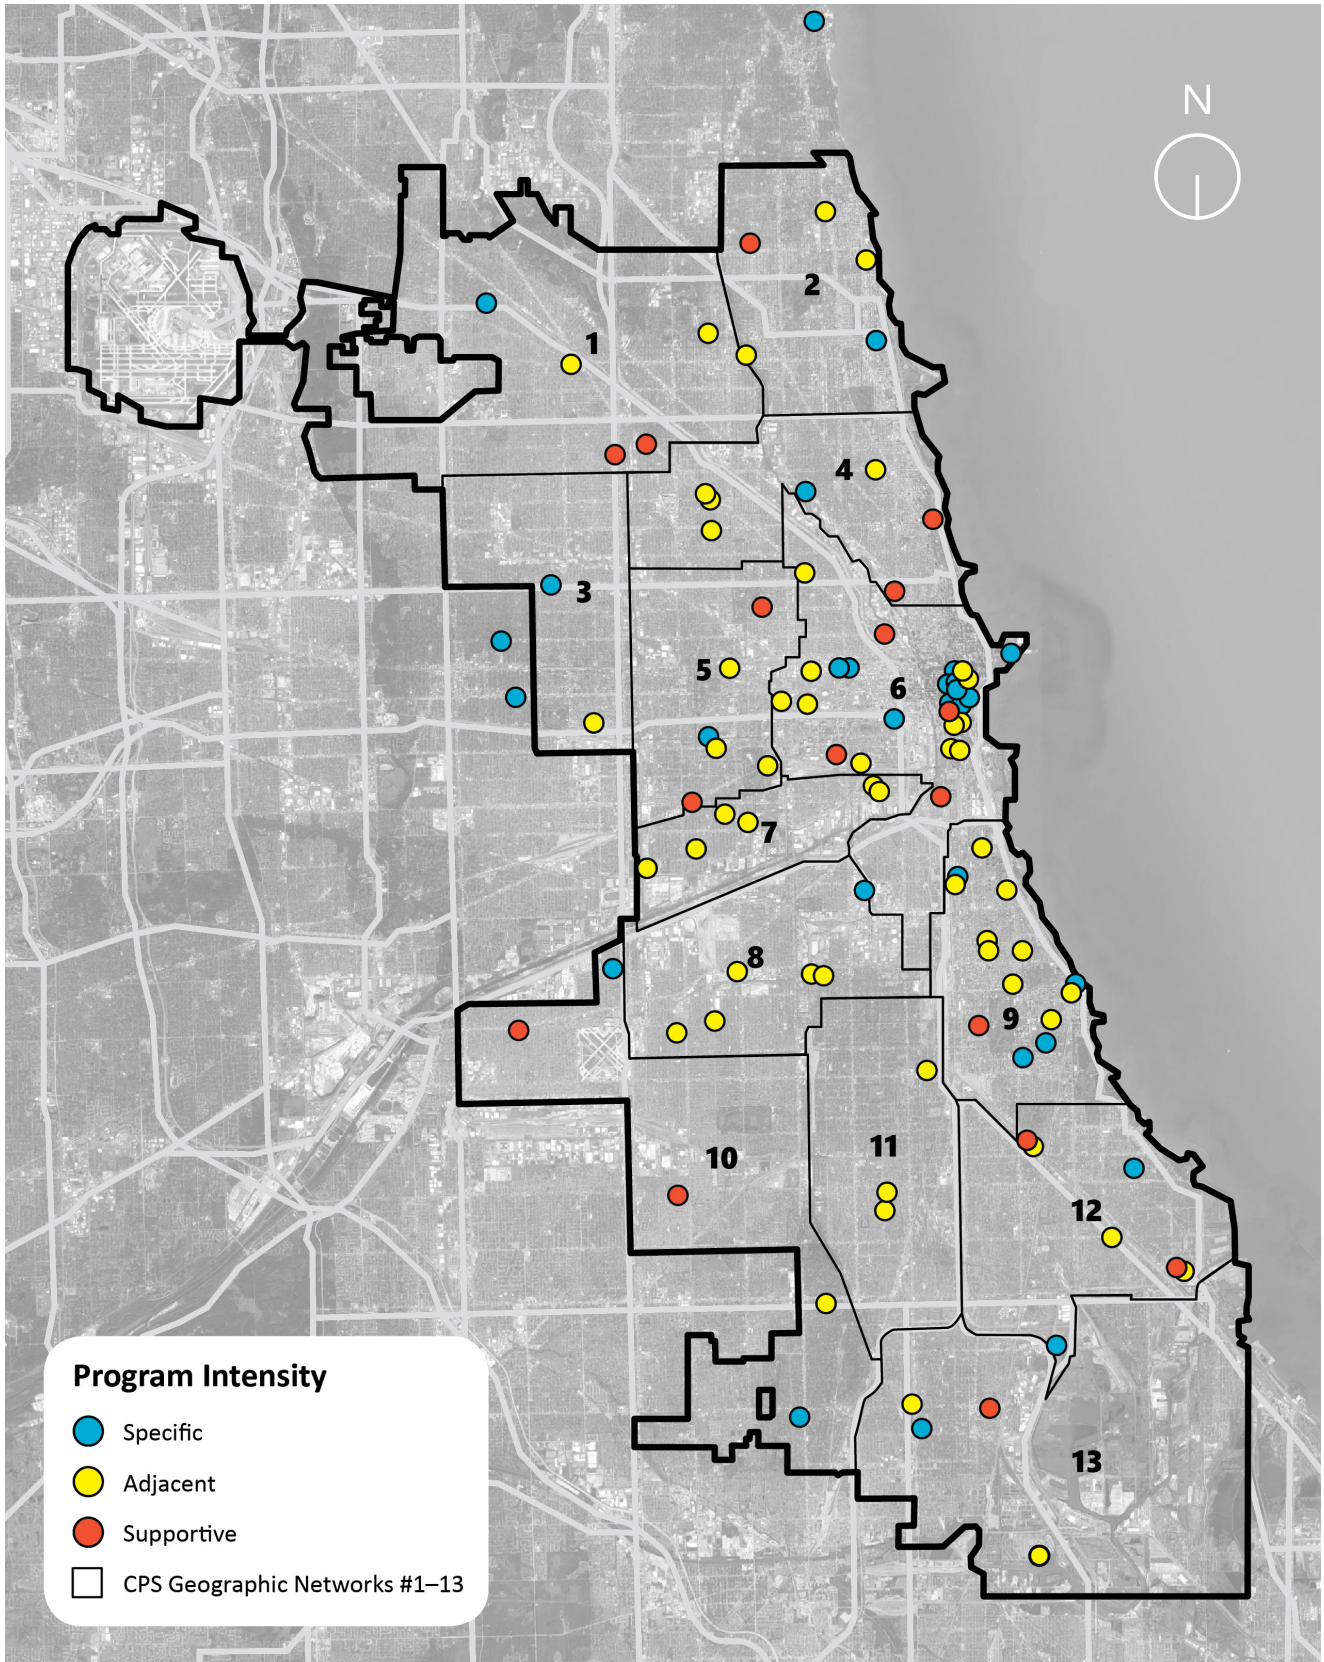 N
2
1
4
3
5
6
7
8
9
10
11
12
13
Program Intensity
Specific
Adjacent
Supportive
CPS Geographic Networks #1–13